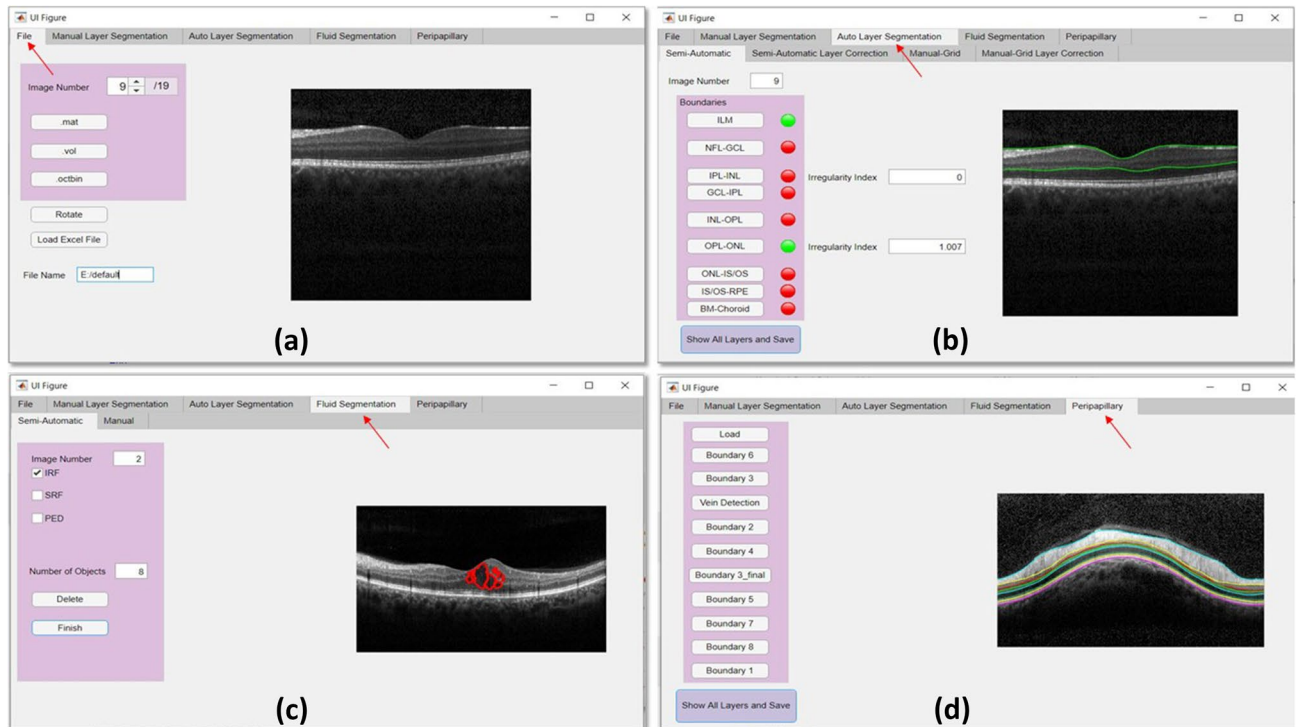 UI Figure
File Manual Layer Segmentation Auto Layer Segmentation Fluid Segmentation Peripapillary
Image Number 9 /19
.mat
.vol
.octbin
Rotate
Load Excel File
File Name E:/default
(a)
UI Figure
File Manual Layer Segmentation Auto Layer Segmentation Fluid Segmentation Peripapillary
Semi-Automatic Semi-Automatic Layer Correction Manual-Grid Manual-Grid Layer Correction
Image Number 9
Boundaries
ILM
NFL-GCL
IPL-INL Irregularity Index 0
GCL-IPL
INL-OPL
OPL-ONL Irregularity Index 1.007
ONL-IS/OS
IS/OS-RPE
BM-Choroid
Show All Layers and Save
(b)
UI Figure
File Manual Layer Segmentation Auto Layer Segmentation Fluid Segmentation Peripapillary
Semi-Automatic Manual
Image Number 2
IRF
SRF
PED
Number of Objects 8
Delete
Finish
(c)
UI Figure
File Manual Layer Segmentation Auto Layer Segmentation Fluid Segmentation Peripapillary
Load
Boundary 6
Boundary 3
Vein Detection
Boundary 2
Boundary 4
Boundary 3_final
Boundary 5
Boundary 7
Boundary 8
Boundary 1
Show All Layers and Save
(d)